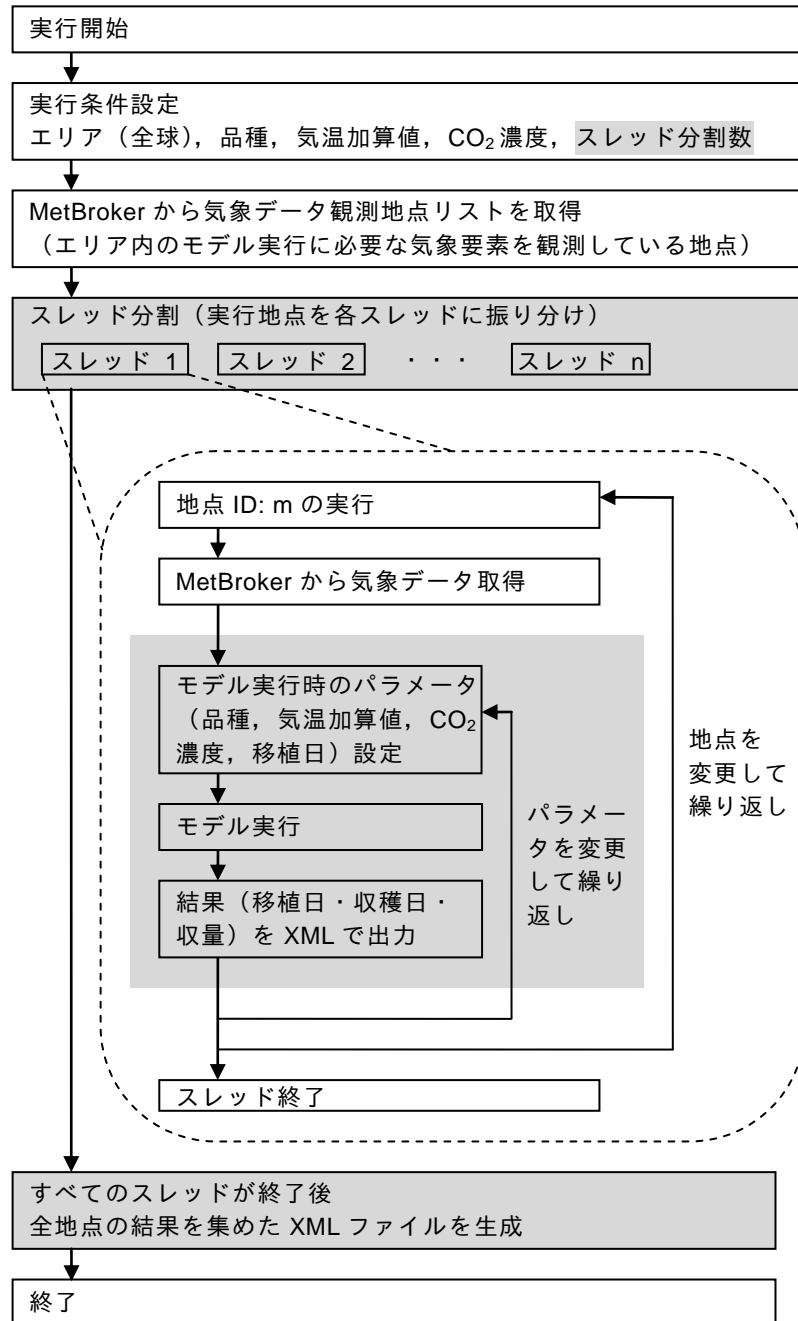 実行開始
実行条件設定
エリア（全球），品種，気温加算値，CO₂濃度，スレッド分割数
MetBroker から気象データ観測地点リストを取得
（エリア内のモデル実行に必要な気象要素を観測している地点）
スレッド分割（実行地点を各スレッドに振り分け）
スレッド 1 スレッド 2 ・・・ スレッド n
地点 ID: m の実行
MetBroker から気象データ取得
モデル実行時のパラメータ
（品種，気温加算値，CO₂
濃度，移植日）設定
モデル実行
結果（移植日・収穫日・
収量）を XML で出力
パラメー
タを変更
して繰り
返し
地点を
変更して
繰り返し
スレッド終了
すべてのスレッドが終了後
全地点の結果を集めた XML ファイルを生成
終了